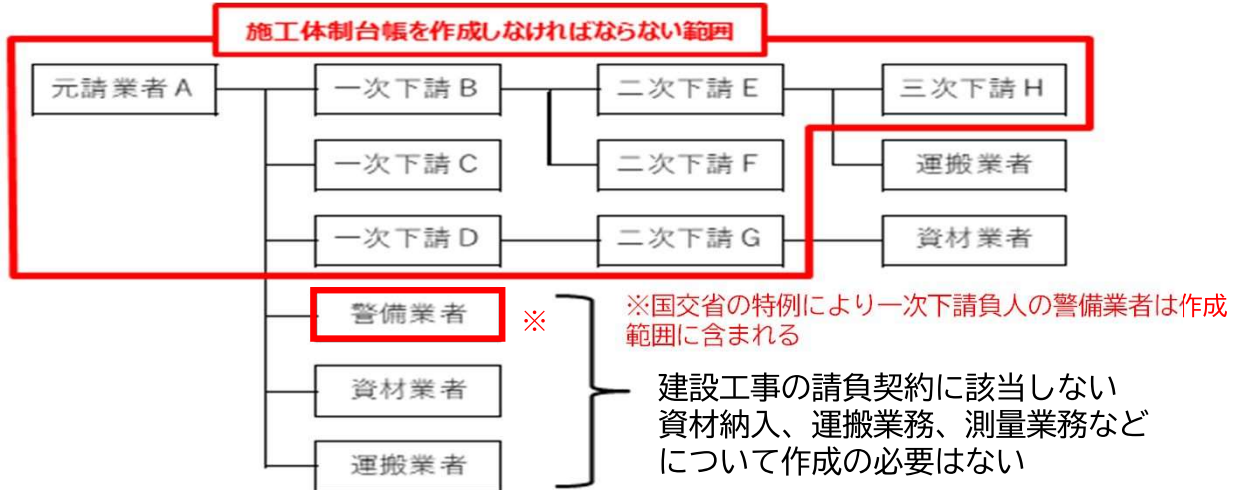 施工体制台帳を作成しなければならない範囲
元請業者A
一次下請B
二次下請E
三次下請H
一次下請C
二次下請F
運搬業者
一次下請D
二次下請G
資材業者
警備業者
※
※国交省の特例により一次下請負人の警備業者は作成
範囲に含まれる
資材業者
建設工事の請負契約に該当しない
資材納入、運搬業務、測量業務など
について作成の必要はない
運搬業者